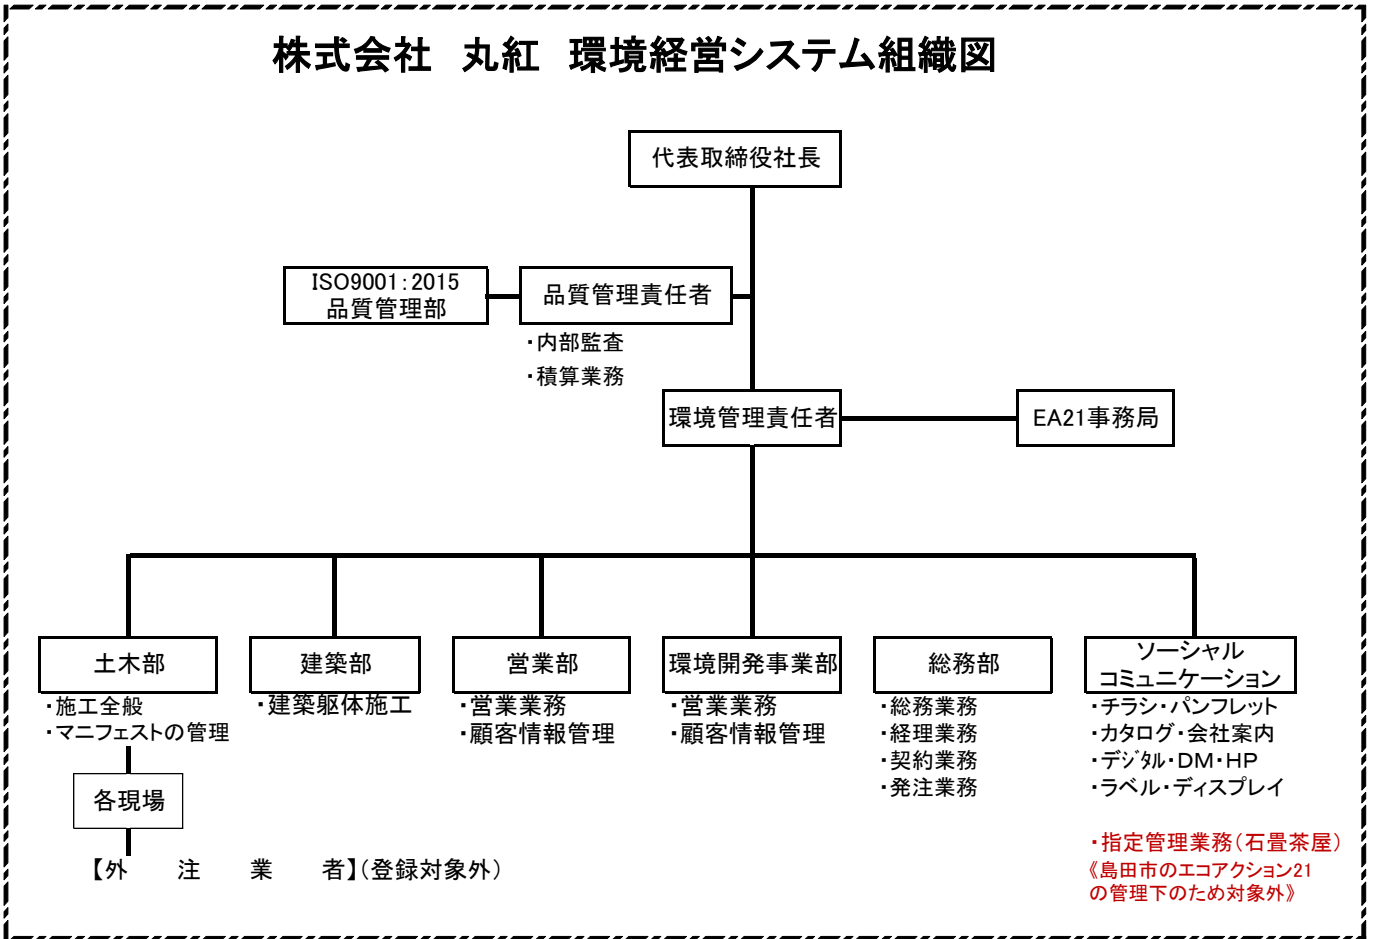 株式会社　丸紅　環境経営システム組織図
代表取締役社長
ISO9001：2015
品質管理部
品質管理責任者
・内部監査
・積算業務
環境管理責任者
EA21事務局
土木部
・施工全般
・マニフェストの管理
各現場
【外　注　業　者】(登録対象外)
建築部
・建築躯体施工
営業部
・営業業務
・顧客情報管理
環境開発事業部
・営業業務
・顧客情報管理
総務部
・総務業務
・経理業務
・契約業務
・発注業務
ソーシャル
コミュニケーション
・チラシ・パンフレット
・カタログ・会社案内
・デジタル・DM・HP
・ラベル・ディスプレイ
・指定管理業務(石畳茶屋)
《島田市のエコアクション21
の管理下のため対象外》